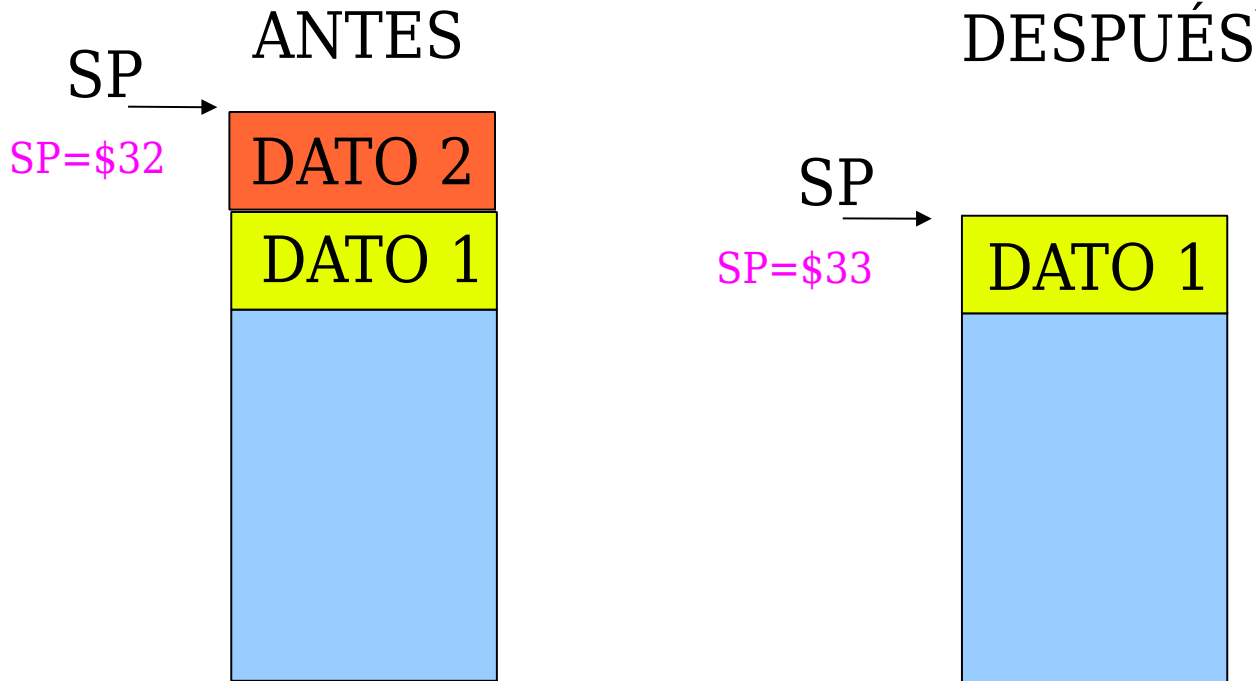 ANTES
SP
SP=$32
DATO 2
DATO 1
DESPUÉS
SP
SP=$33
DATO 1